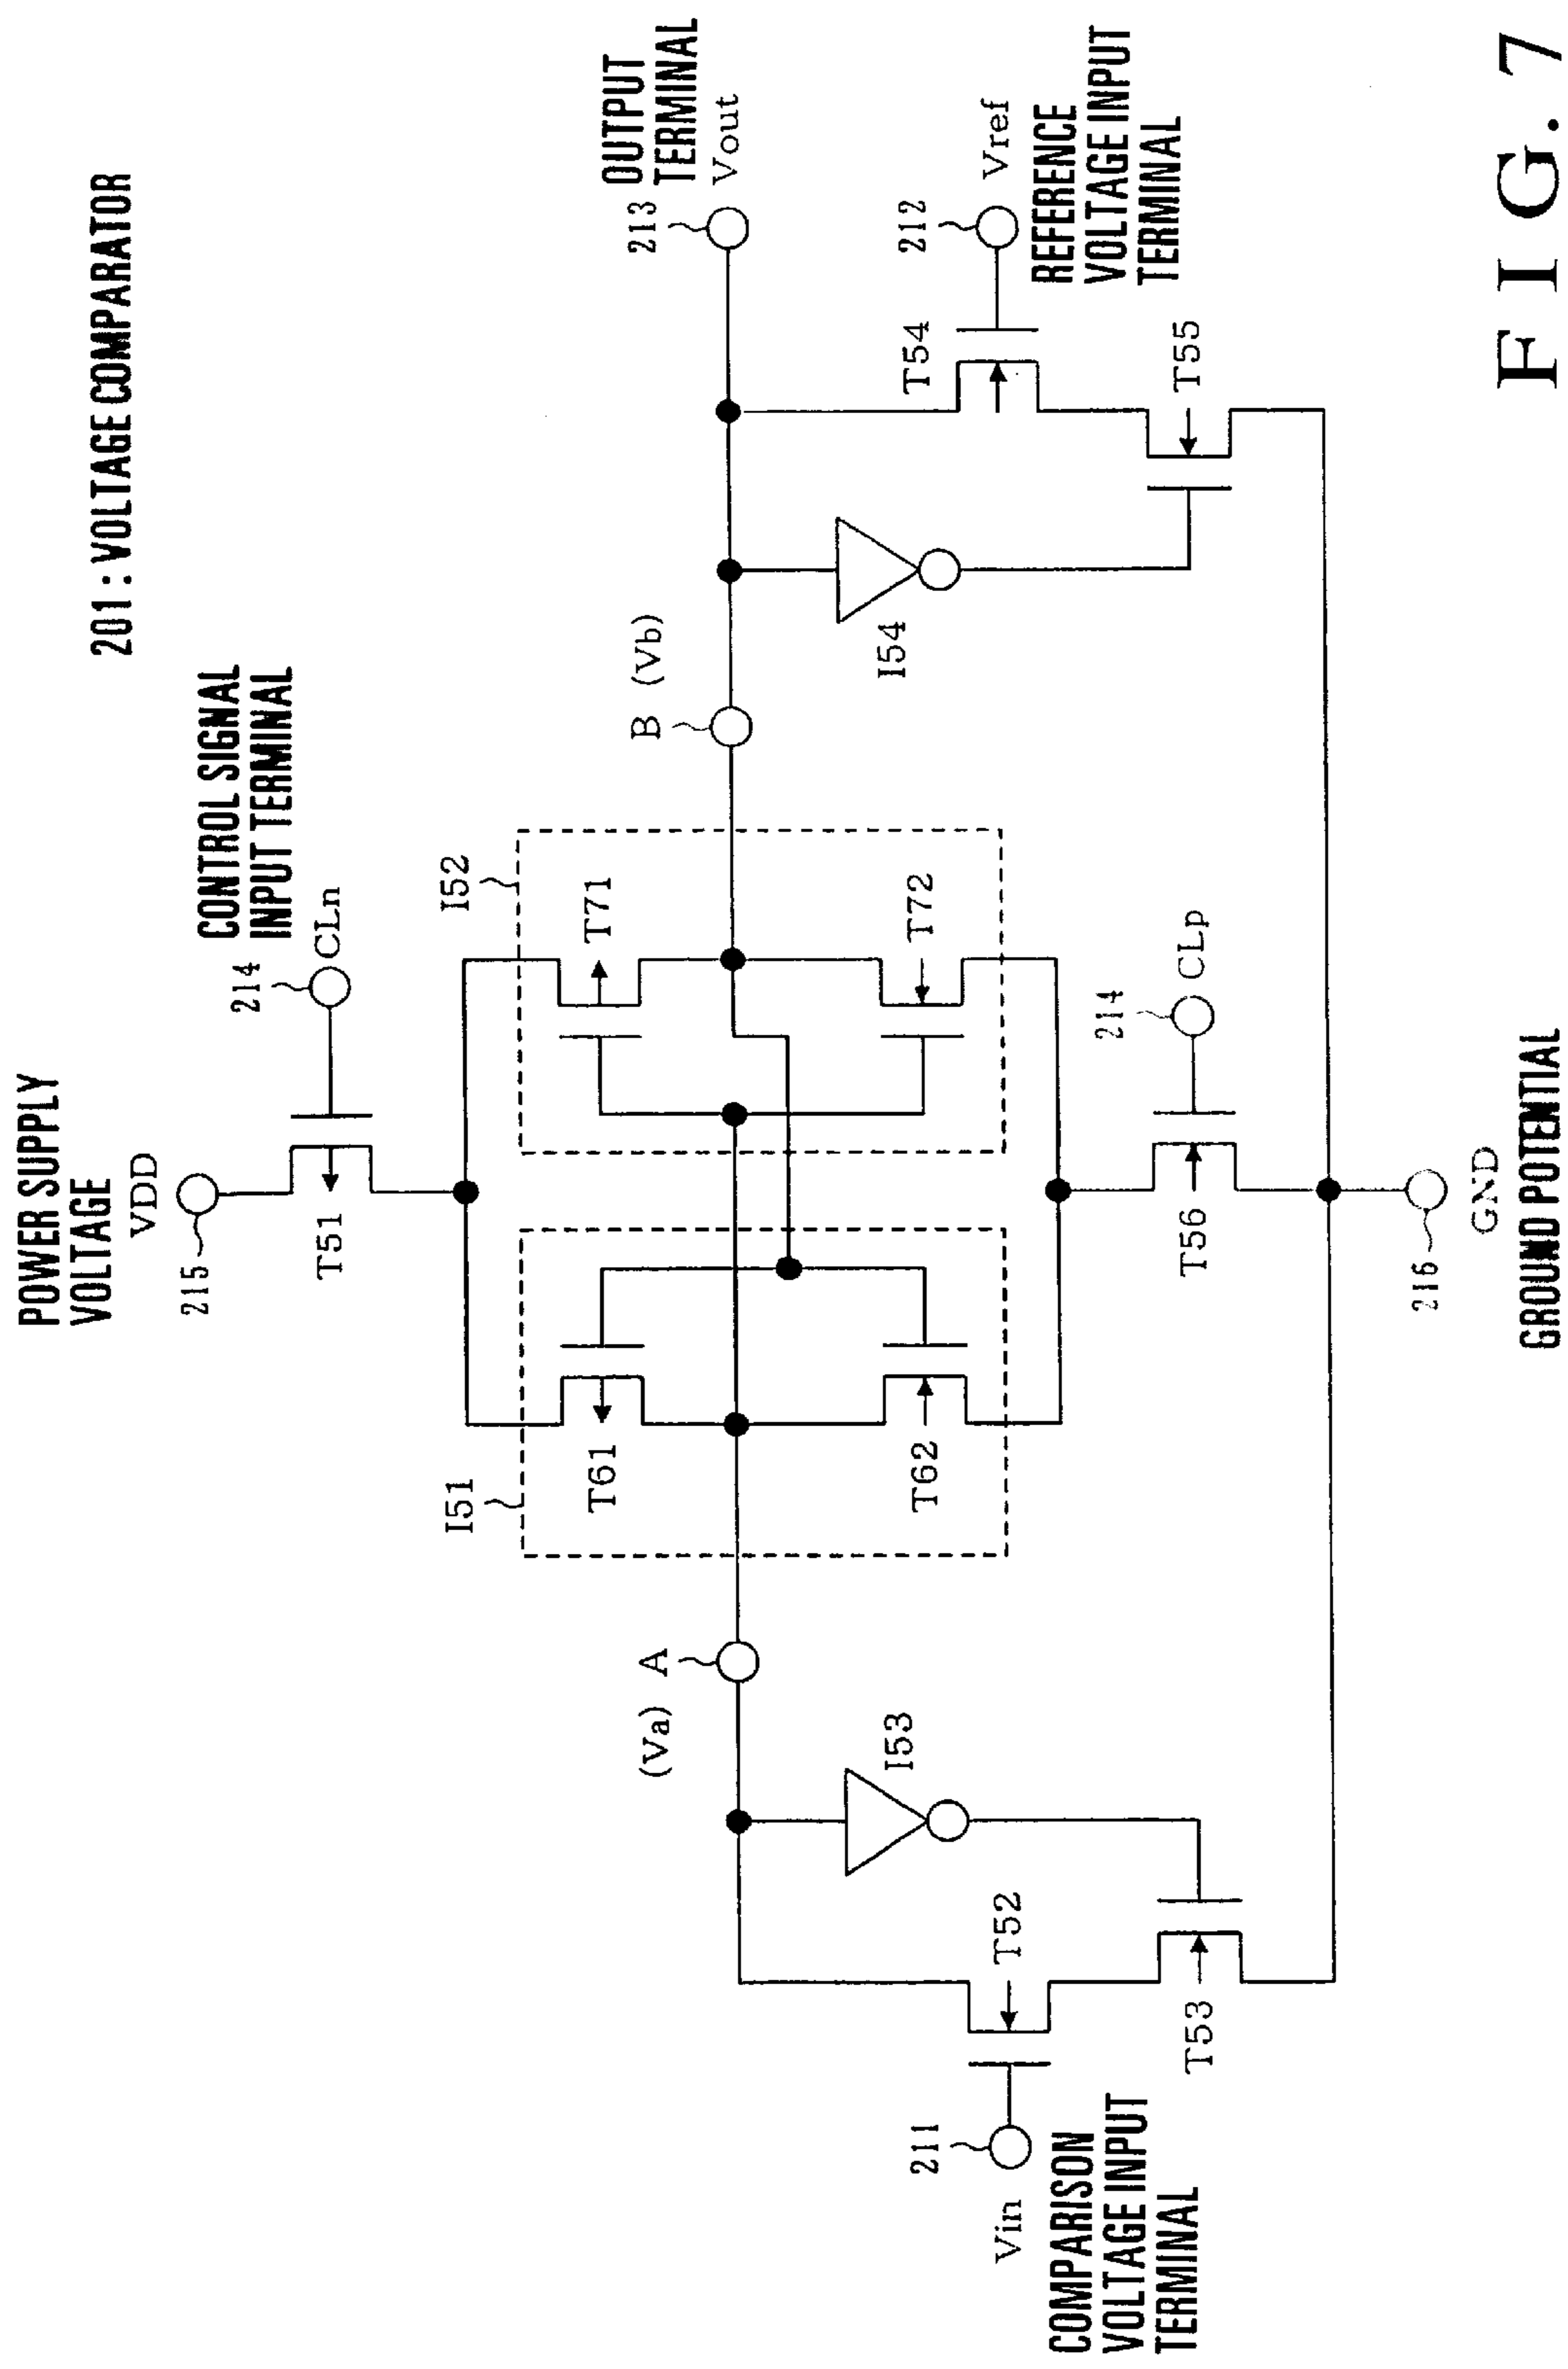 201 : VOLTAGE COMPARATOR
POWER SUPPLY
VOLTAGE
VDD
215
T51
CONTROL SIGNAL
INPUT TERMINAL
214
CLn
I51
I52
T61
T71
T62
T72
(Va)
A
B
(Vb)
OUTPUT
TERMINAL
213
Vout
I53
I54
T52
T53
T54
T55
211
Vin
COMPARISON
VOLTAGE INPUT
TERMINAL
212
Vref
REFERENCE
VOLTAGE INPUT
TERMINAL
214
CLp
T56
216
GND
GROUND POTENTIAL
F I G. 7